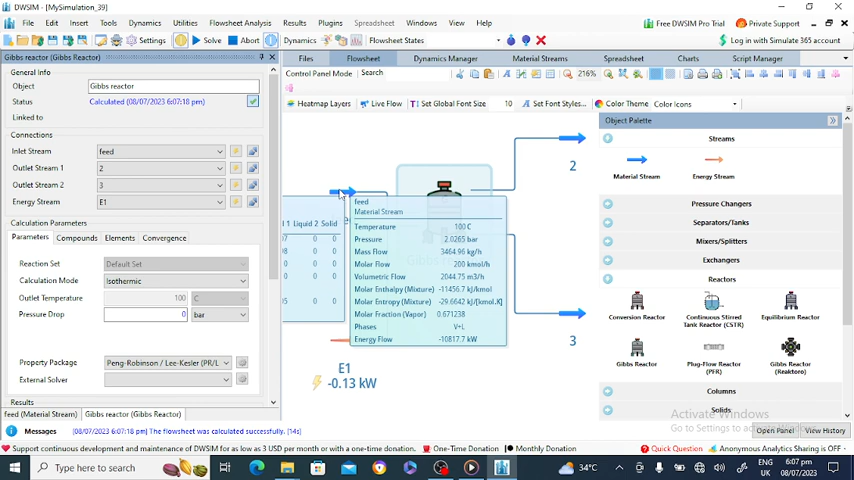 DWSIM - [MySimulation_39]
File Edit Insert Tools Dynamics Utilities Flowsheet Analysis Results Plugins Spreadsheet Windows View Help Needs FREE DWSIM Pro Trial Private Support
Settings Solve Abort Dynamics Flowsheet States Log in with Simulate 365 account
Gibbs reactor (Gibbs Reactor)
General Info
Object Gibbs reactor
Status Calculated (08/07/2023 6:07:18 pm)
Linked to
Connections
Inlet Stream feed
Outlet Stream 1 2
Outlet Stream 2 3
Energy Stream E1
Calculation Parameters
Parameters Compounds Elements Convergence
Reaction Set Default Set
Calculation Mode Isothermic
Outlet Temperature 100 C
Pressure Drop 0 bar
Property Package Peng-Robinson / Lee-Kesler (PR/L
External Solver
Results
feed (Material Stream) Gibbs reactor (Gibbs Reactor)
Files Flowsheet Dynamics Manager Material Streams Spreadsheet Charts Script Manager
Control Panel Mode Search 216%
Heatmap Layers Live Flow Set Global Font Size 10 Set Font Styles... Color Theme Color Icons
d 1 Liquid 2 Solid
feed
Material Stream
Temperature 100 C
Pressure 2.0265 bar
Mass Flow 3464.96 kg/h
Molar Flow 200 kmol/h
Volumetric Flow 2044.75 m3/h
Molar Enthalpy (Mixture) -11456.7 kJ/kmol
Molar Entropy (Mixture) -29.6642 kJ/[kmol.K]
Molar Fraction (Vapor) 0.671238
Phases V+L
Energy Flow -10817.7 kW
2
3
E1
-0.13 kW
Object Palette
Streams
Material Stream Energy Stream
Pressure Changers
Separators/Tanks
Mixers/Splitters
Exchangers
Reactors
Conversion Reactor Continuous Stirred Tank Reactor (CSTR) Equilibrium Reactor
Gibbs Reactor Plug-Flow Reactor (PFR) Gibbs Reactor (Reaktoro)
Columns
Solids
Activate Windows
Go to Settings to activate Windows.
Open Panel View History
Messages [08/07/2023 6:07:18 pm] The flowsheet was calculated successfully. [14s]
Support continuous development and maintenance of DWSIM for as low as 3 USD per month or with a one-time donation. One-Time Donation Monthly Donation Quick Question Anonymous Analytics Sharing is OFF
Type here to search 34°C ENG UK 6:07 pm 08/07/2023